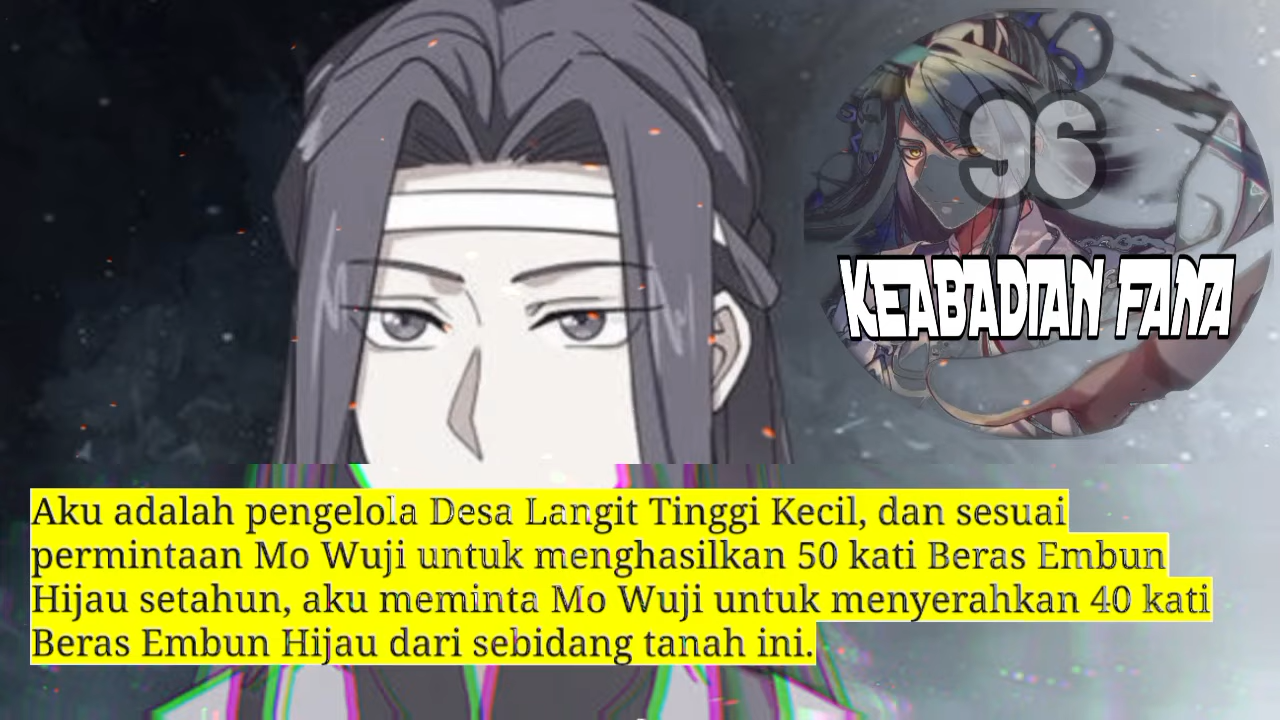 96
KEABADIAN FANA
Aku adalah pengelola Desa Langit Tinggi Kecil, dan sesuai
permintaan Mo Wuji untuk menghasilkan 50 kati Beras Embun
Hijau setahun, aku meminta Mo Wuji untuk menyerahkan 40 kati
Beras Embun Hijau dari sebidang tanah ini.